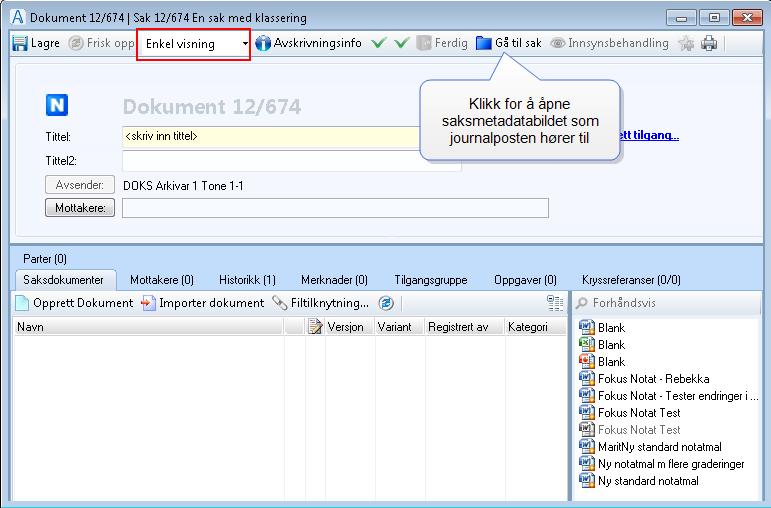 Dokument 12/674 | Sak 12/674 En sak med klassering
Lagre Frisk opp Enkel visning Avskrivningsinfo Ferdig Gå til sak Innsynsbehandling
Klikk for å åpne
saksmetadatabildet som
journalposten hører til
N Dokument 12/674
Tittel: <skriv inn tittel> ett tilgang...
Tittel2:
Avsender: DOKS Arkivar 1 Tone 1-1
Mottakere:
Parter (0)
Saksdokumenter Mottakere (0) Historikk (1) Merknader (0) Tilgangsgruppe Oppgaver (0) Kryssreferanser (0/0)
Opprett Dokument Importer dokument Filtilknytning... Forhåndsvis
Navn Versjon Variant Registrert av Kategori
Blank
Blank
Blank
Fokus Notat - Rebekka
Fokus Notat - Tester endringer i ...
Fokus Notat Test
Fokus Notat Test
MaritNy standard notatmal
Ny notatmal m flere graderinger
Ny standard notatmal